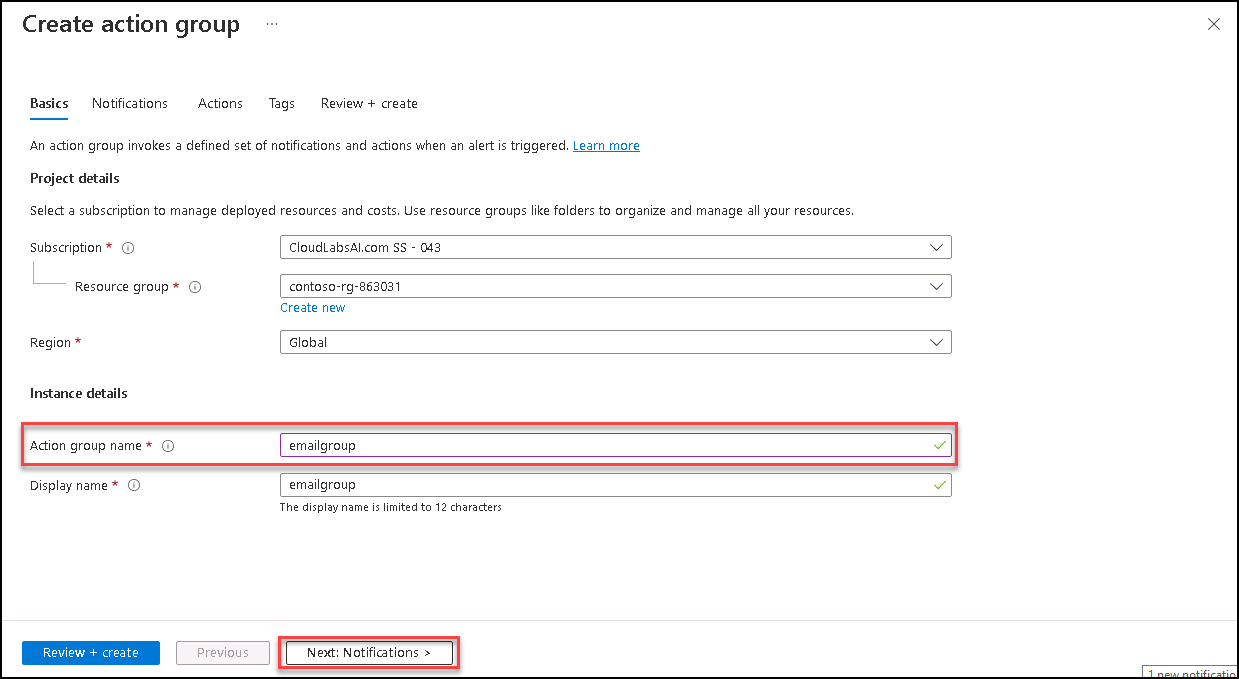 Create action group ...
Basics Notifications Actions Tags Review + create
An action group invokes a defined set of notifications and actions when an alert is triggered. Learn more
Project details
Select a subscription to manage deployed resources and costs. Use resource groups like folders to organize and manage all your resources.
Subscription * CloudLabsAI.com SS - 043
Resource group * contoso-rg-863031
Create new
Region * Global
Instance details
Action group name * emailgroup
Display name * emailgroup
The display name is limited to 12 characters
Review + create Previous Next: Notifications >
1 new